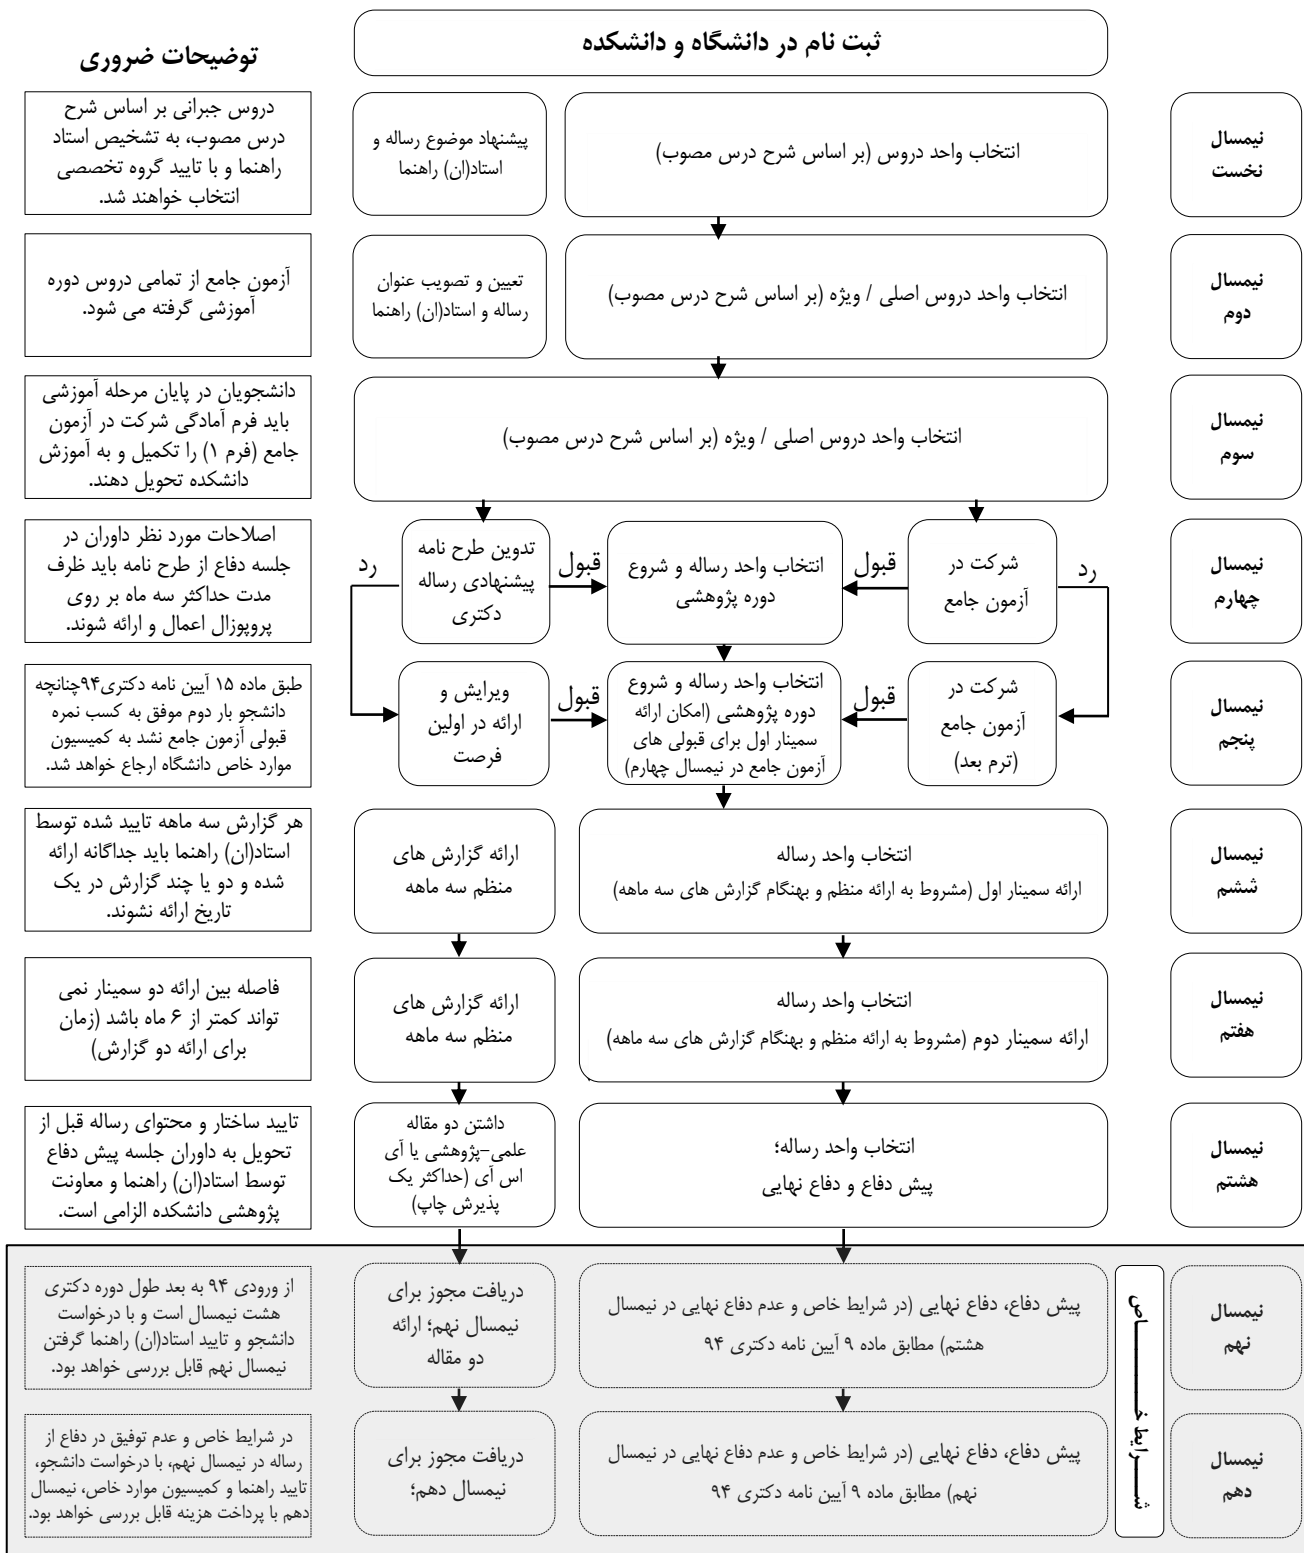 ثبت نام در دانشگاه و دانشکده
توضیحات ضروری
نیمسال
نخست
انتخاب واحد دروس (بر اساس شرح درس مصوب)
پیشنهاد موضوع رساله و
استاد(ان) راهنما
دروس جبرانی بر اساس شرح
درس مصوب، به تشخیص استاد
راهنما و با تایید گروه تخصصی
انتخاب خواهند شد.
نیمسال
دوم
انتخاب واحد دروس اصلی / ویژه (بر اساس شرح درس مصوب)
تعیین و تصویب عنوان
رساله و استاد(ان) راهنما
آزمون جامع از تمامی دروس دوره
آموزشی گرفته می شود.
نیمسال
سوم
انتخاب واحد دروس اصلی / ویژه (بر اساس شرح درس مصوب)
دانشجویان در پایان مرحله آموزشی
باید فرم آمادگی شرکت در آزمون
جامع (فرم ۱) را تکمیل و به آموزش
دانشکده تحویل دهند.
نیمسال
چهارم
رد
شرکت در
آزمون جامع
قبول
انتخاب واحد رساله و شروع
دوره پژوهشی
قبول
تدوین طرح نامه
پیشنهادی رساله
دکتری
رد
اصلاحات مورد نظر داوران در
جلسه دفاع از طرح نامه باید ظرف
مدت حداکثر سه ماه بر روی
پروپوزال اعمال و ارائه شوند.
نیمسال
پنجم
شرکت در
آزمون جامع
(ترم بعد)
قبول
انتخاب واحد رساله و شروع
دوره پژوهشی (امکان ارائه
سمینار اول برای قبولی های
آزمون جامع در نیمسال چهارم)
قبول
ویرایش و
ارائه در اولین
فرصت
طبق ماده ۱۵ آیین نامه دکتری۹۴چنانچه
دانشجو بار دوم موفق به کسب نمره
قبولی آزمون جامع نشد به کمیسیون
موارد خاص دانشگاه ارجاع خواهد شد.
نیمسال
ششم
انتخاب واحد رساله
ارائه سمینار اول (مشروط به ارائه منظم و بهنگام گزارش های سه ماهه)
ارائه گزارش های
منظم سه ماهه
هر گزارش سه ماهه تایید شده توسط
استاد(ان) راهنما باید جداگانه ارائه
شده و دو یا چند گزارش در یک
تاریخ ارائه نشوند.
نیمسال
هفتم
انتخاب واحد رساله
ارائه سمینار دوم (مشروط به ارائه منظم و بهنگام گزارش های سه ماهه)
ارائه گزارش های
منظم سه ماهه
فاصله بین ارائه دو سمینار نمی
تواند کمتر از ۶ ماه باشد (زمان
برای ارائه دو گزارش)
نیمسال
هشتم
انتخاب واحد رساله؛
پیش دفاع و دفاع نهایی
داشتن دو مقاله
علمی-پژوهشی یا آی
اس آی (حداکثر یک
پذیرش چاپ)
تایید ساختار و محتوای رساله قبل از
تحویل به داوران جلسه پیش دفاع
توسط استاد(ان) راهنما و معاونت
پژوهشی دانشکده الزامی است.
شـــرایط خـــــــاص
نیمسال
نهم
پیش دفاع، دفاع نهایی (در شرایط خاص و عدم دفاع نهایی در نیمسال
هشتم) مطابق ماده ۹ آیین نامه دکتری ۹۴
دریافت مجوز برای
نیمسال نهم؛ ارائه
دو مقاله
از ورودی ۹۴ به بعد طول دوره دکتری
هشت نیمسال است و با درخواست
دانشجو و تایید استاد(ان) راهنما گرفتن
نیمسال نهم قابل بررسی خواهد بود.
نیمسال
دهم
پیش دفاع، دفاع نهایی (در شرایط خاص و عدم دفاع نهایی در نیمسال
نهم) مطابق ماده ۹ آیین نامه دکتری ۹۴
دریافت مجوز برای
نیمسال دهم؛
در شرایط خاص و عدم توفیق در دفاع از
رساله در نیمسال نهم، با درخواست دانشجو،
تایید راهنما و کمیسیون موارد خاص، نیمسال
دهم با پرداخت هزینه قابل بررسی خواهد بود.